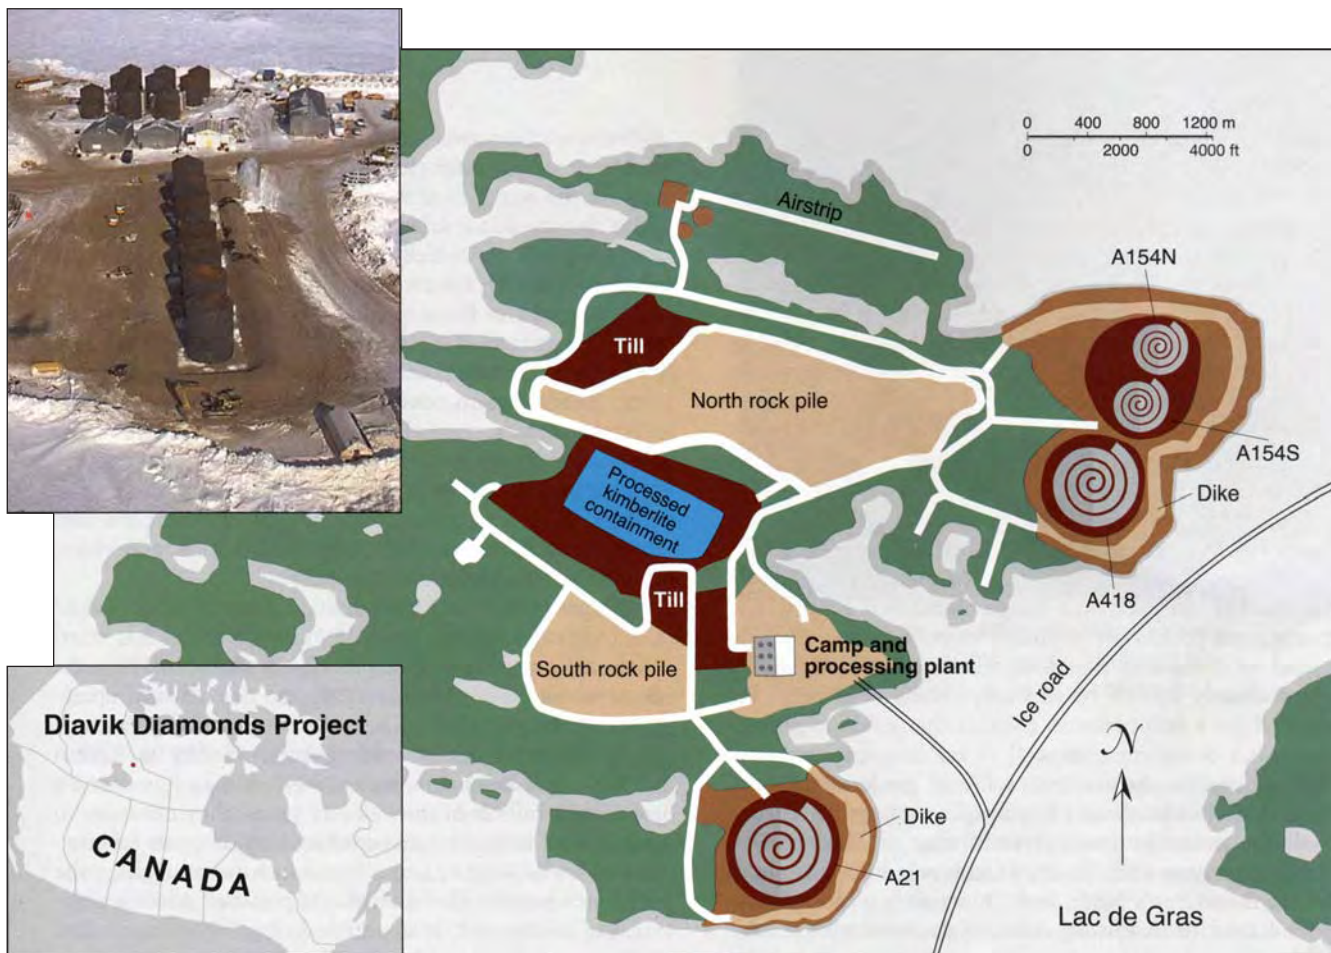 0 400 800 1200 m
0 2000 4000 ft
Airstrip
A154N
Till
North rock pile
A154S
Processed
kimberlite
containment
Dike
A418
Till
Camp and
processing plant
South rock pile
Ice road
Diavik Diamonds Project
CANADA
N
Dike
A21
Lac de Gras